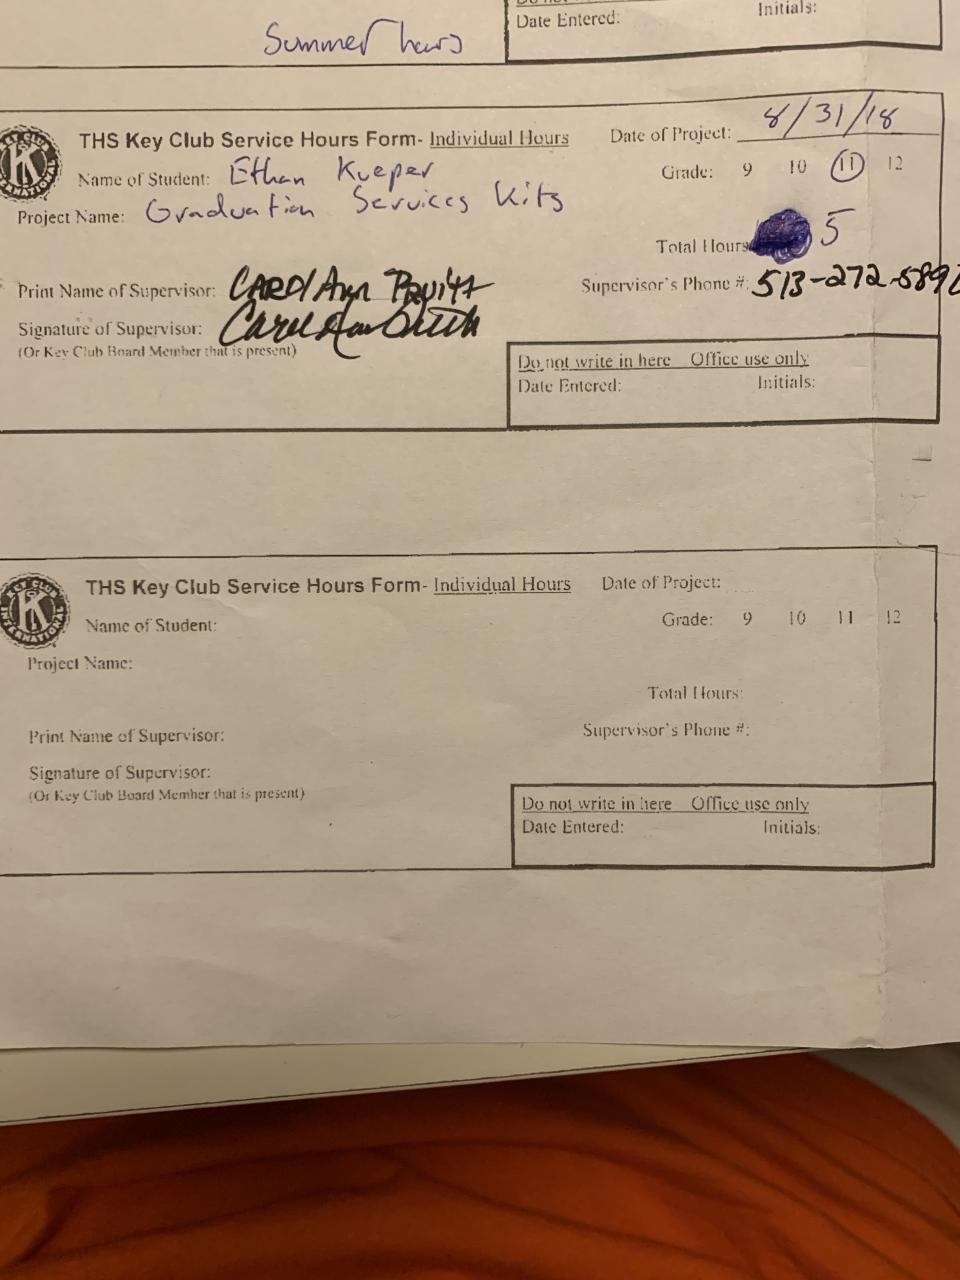 Date Entered: Initials:
Summer hours
THS Key Club Service Hours Form- Individual Hours Date of Project: 8/31/18
Name of Student: Ethan Kueper Grade: 9 10 11 12
Project Name: Graduation Services Kits
Total Hours 5
Print Name of Supervisor: CAROl Ann Pruitt Supervisor's Phone #: 513-272-589
Signature of Supervisor: Carol Ann Pruitt
(Or Key Club Board Member that is present)
Do not write in here Office use only
Date Entered: Initials:
THS Key Club Service Hours Form- Individual Hours Date of Project:
Name of Student: Grade: 9 10 11 12
Project Name:
Total Hours:
Print Name of Supervisor: Supervisor's Phone #:
Signature of Supervisor:
(Or Key Club Board Member that is present)
Do not write in here Office use only
Date Entered: Initials: